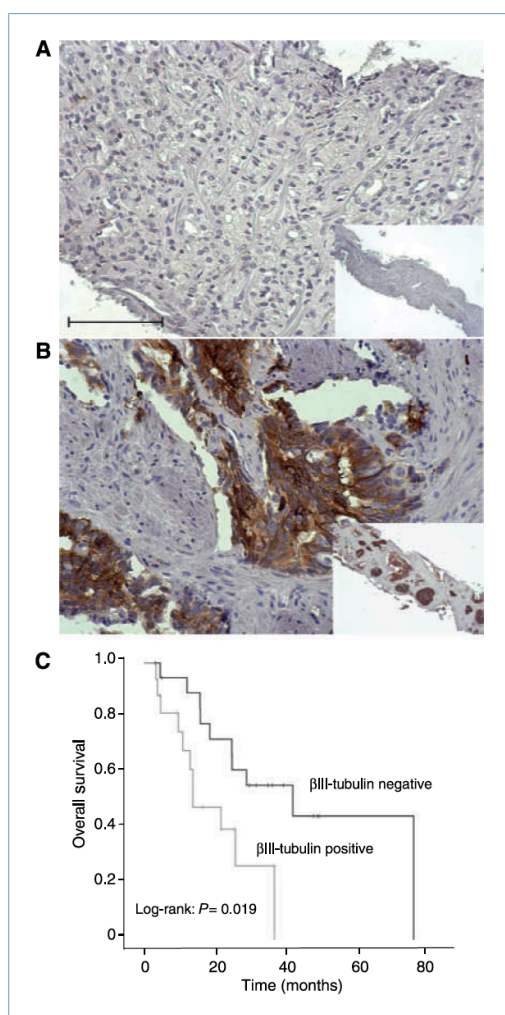 A
B
C
1.0
0.8
0.6
0.4
0.2
0
Overall survival
βIII-tubulin negative
βIII-tubulin positive
Log-rank: P= 0.019
0 20 40 60 80
Time (months)